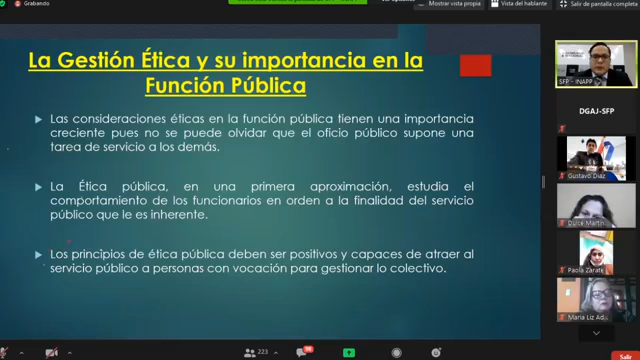 Grabando
Mostrar vista propia
Vista del hablante
Salir de pantalla completa
La Gestión Ética y su importancia en la
Función Pública
Las consideraciones éticas en la función pública tienen una importancia
creciente pues no se puede olvidar que el oficio público supone una
tarea de servicio a los demás.
La Ética pública, en una primera aproximación, estudia el
comportamiento de los funcionarios en orden a la finalidad del servicio
público que le es inherente.
Los principios de ética pública deben ser positivos y capaces de atraer al
servicio público a personas con vocación para gestionar lo colectivo.
SFP - INAPP
DGAJ-SFP
Gustavo Diaz
Dulce Martin
Paola Zarate
Maria Liz Ad...
223
Salir